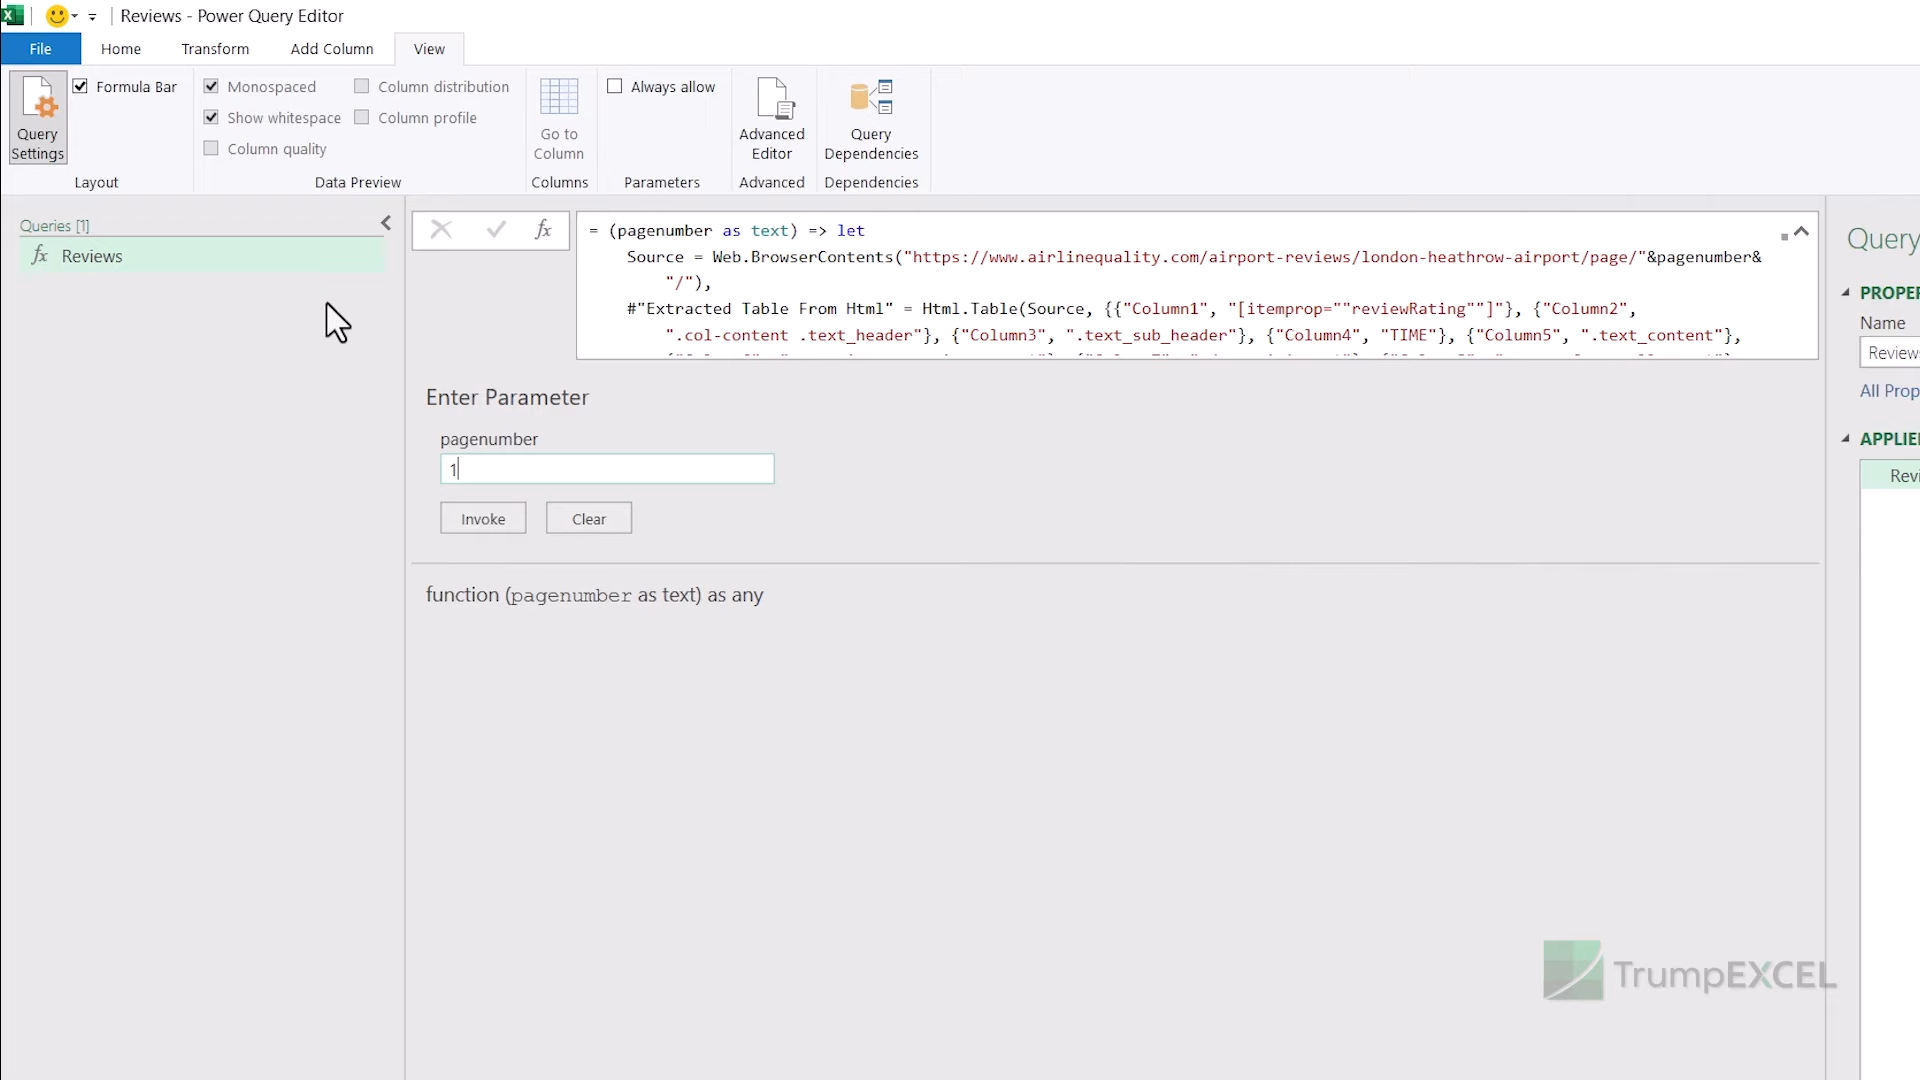 Reviews - Power Query Editor
File Home Transform Add Column View
Query Settings
Formula Bar
Monospaced
Show whitespace
Column quality
Column distribution
Column profile
Go to Column
Always allow
Advanced Editor
Query Dependencies
Layout Data Preview Columns Parameters Advanced Dependencies
Queries [1]
fx Reviews
fx
= (pagenumber as text) => let
Source = Web.BrowserContents("https://www.airlinequality.com/airport-reviews/london-heathrow-airport/page/"&pagenumber&
"/"),
#"Extracted Table From Html" = Html.Table(Source, {{"Column1", "[itemprop=""reviewRating""]"}, {"Column2",
".col-content .text_header"}, {"Column3", ".text_sub_header"}, {"Column4", "TIME"}, {"Column5", ".text_content"},
Enter Parameter
pagenumber
1
Invoke Clear
function (pagenumber as text) as any
Query
PROPER
Name
Reviews
All Prop
APPLIE
Revi
TrumpEXCEL